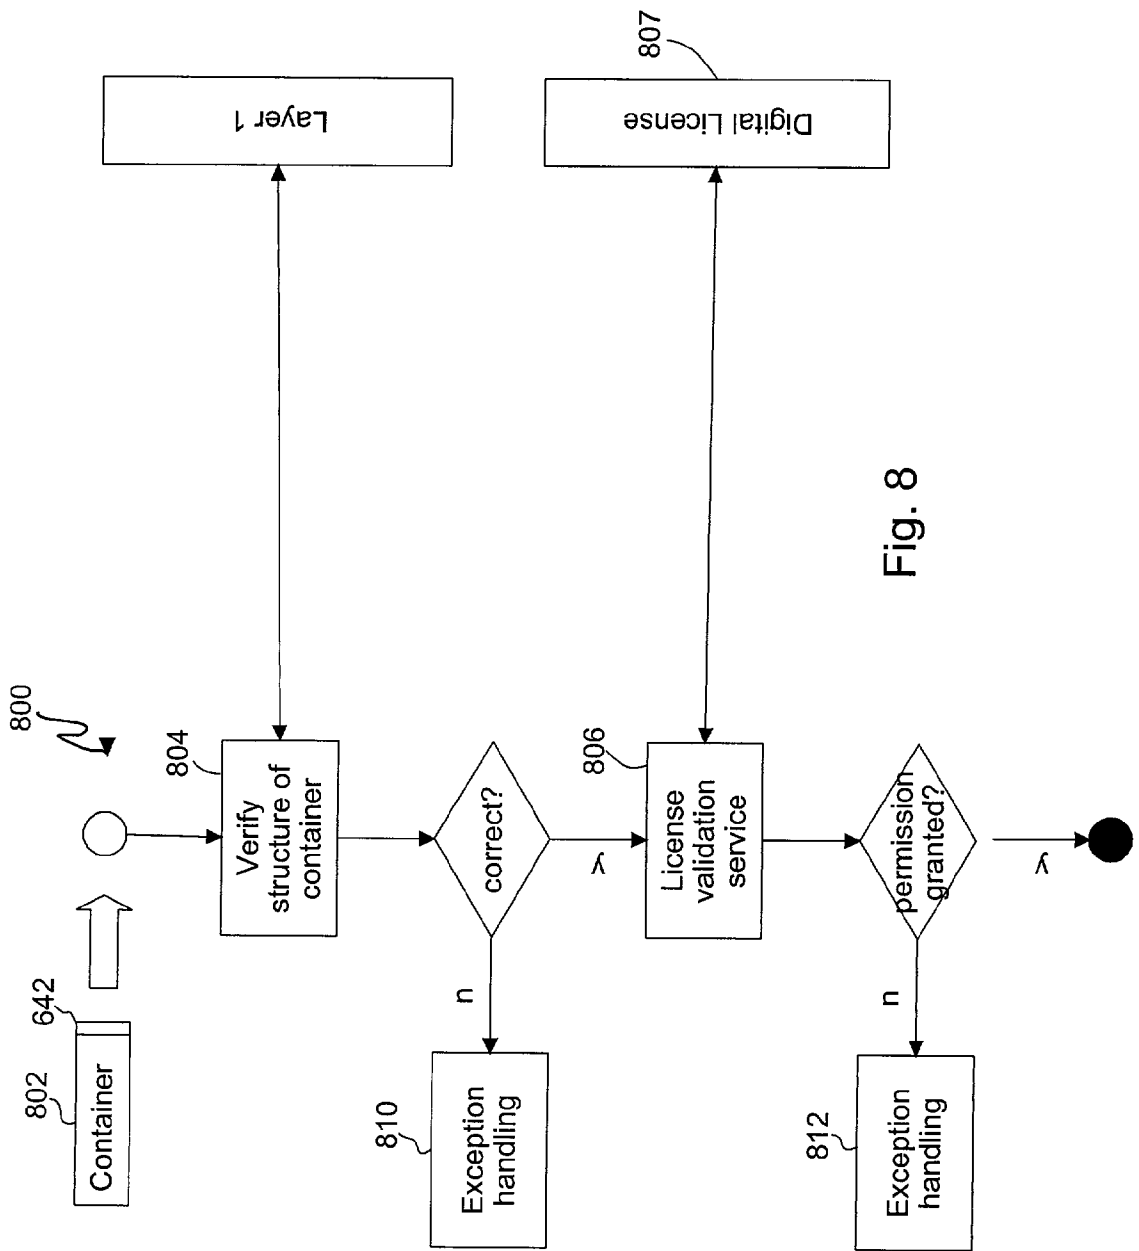 800
802
642
Container
804
Verify
structure of
container
Layer 1
correct?
n
y
810
Exception
handling
806
License
validation
service
807
Digital License
permission
granted?
n
y
812
Exception
handling
Fig. 8